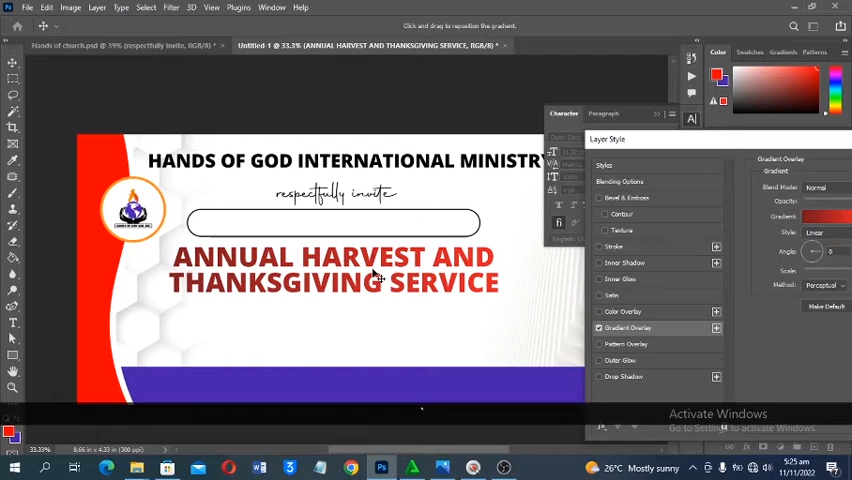 File Edit Image Layer Type Select Filter 3D View Plugins Window Help
Click and drag to reposition the gradient.
Hands of church.psd @ 39% (respectfully invite, RGB/8) *
Untitled-1 @ 33.3% (ANNUAL HARVEST AND THANKSGIVING SERVICE, RGB/8) *
Color Swatches Gradients Patterns
Character Paragraph
HANDS OF GOD INTERNATIONAL MINISTRY
respectfully invite
ANNUAL HARVEST AND
THANKSGIVING SERVICE
Layer Style
Styles
Blending Options
Bevel & Emboss
Contour
Texture
Stroke
Inner Shadow
Inner Glow
Satin
Color Overlay
Gradient Overlay
Pattern Overlay
Outer Glow
Drop Shadow
Gradient Overlay
Gradient
Blend Mode: Normal
Opacity:
Gradient:
Style: Linear
Angle: 0
Scale:
Method: Perceptual
Make Default
Activate Windows
Go to Settings to activate Windows.
33.33% 8.66 in x 4.33 in (300 ppi)
26°C Mostly sunny
5:25 am
11/11/2022